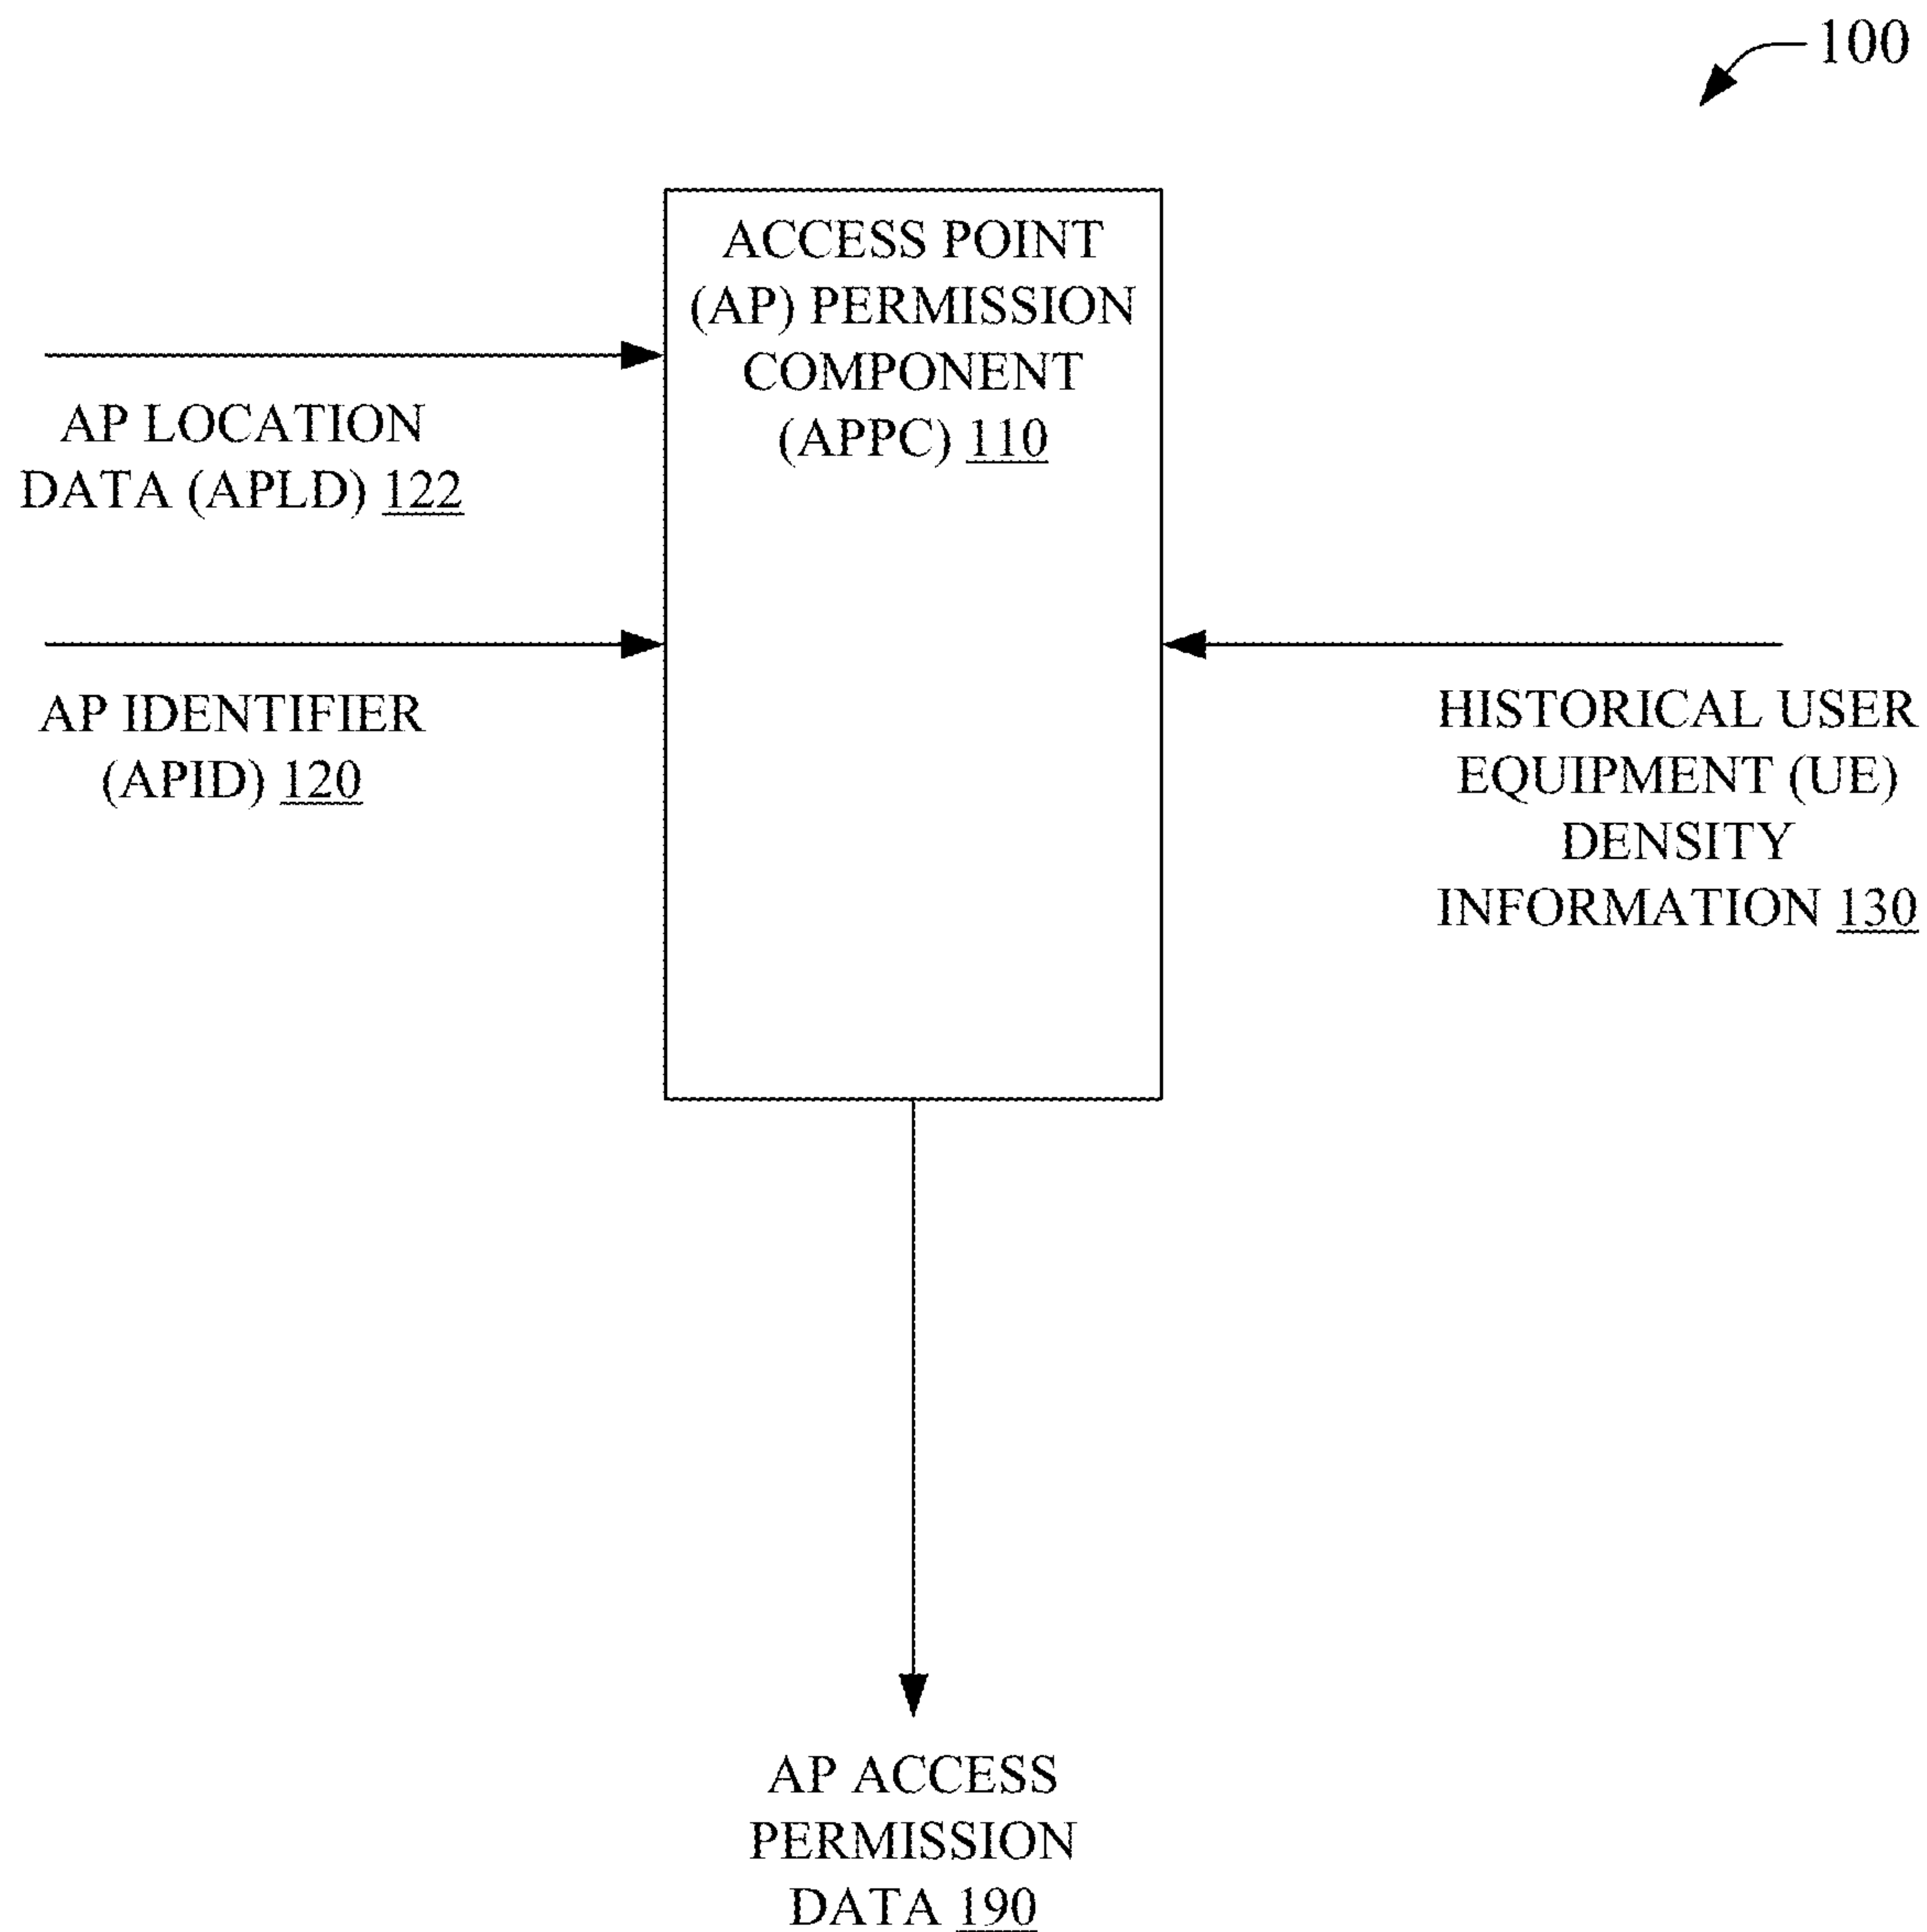 100
ACCESS POINT
(AP) PERMISSION
COMPONENT
(APPC) 110
AP LOCATION
DATA (APLD) 122
AP IDENTIFIER
(APID) 120
HISTORICAL USER
EQUIPMENT (UE)
DENSITY
INFORMATION 130
AP ACCESS
PERMISSION
DATA 190